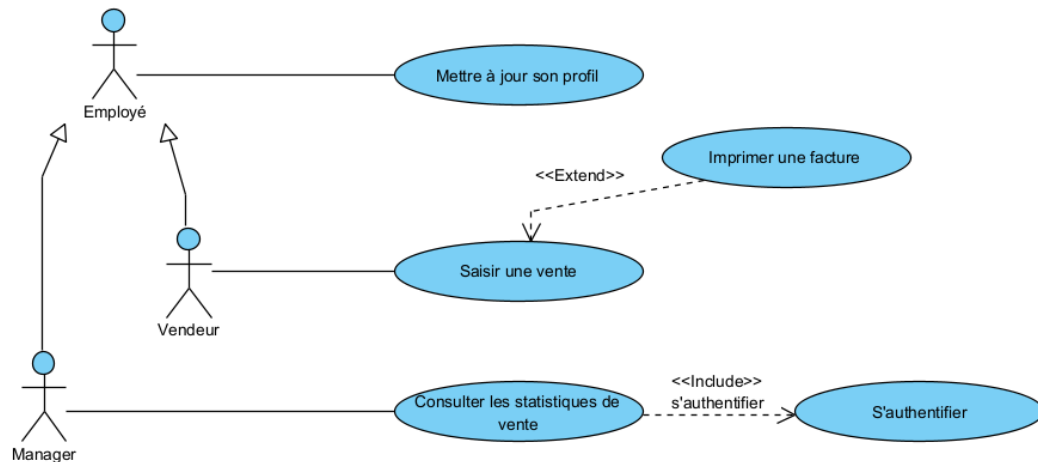 Employé
Mettre à jour son profil
Imprimer une facture
<<Extend>>
Saisir une vente
Vendeur
Manager
Consulter les statistiques de
vente
<<Include>>
s'authentifier
S'authentifier